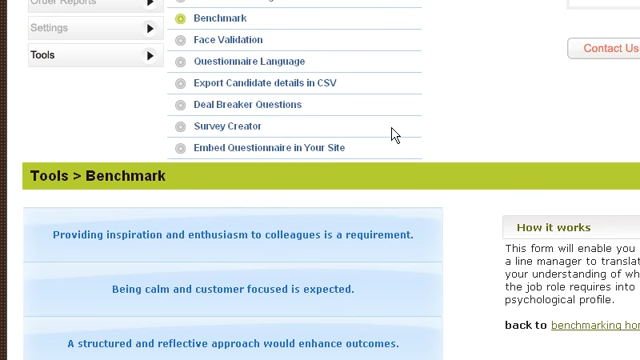 Order Reports
Settings
Tools
Benchmark
Face Validation
Questionnaire Language
Export Candidate details in CSV
Deal Breaker Questions
Survey Creator
Embed Questionnaire in Your Site
Contact Us
Tools > Benchmark
Providing inspiration and enthusiasm to colleagues is a requirement.
Being calm and customer focused is expected.
A structured and reflective approach would enhance outcomes.
How it works
This form will enable you
a line manager to translat
your understanding of wh
the job role requires into
psychological profile.
back to benchmarking hor